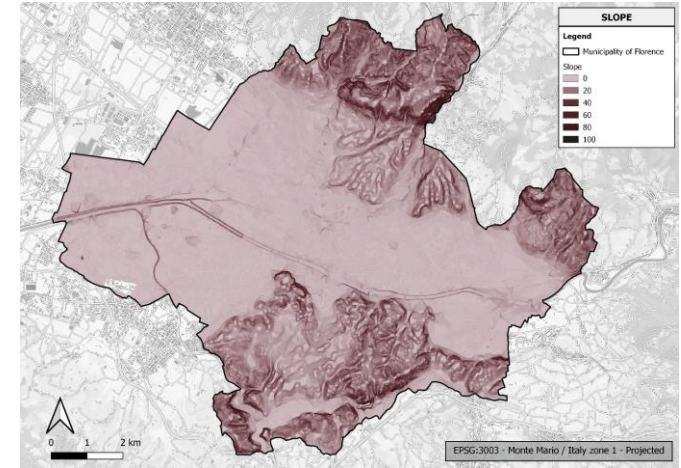 SLOPE
Legend
Municipality of Florence
Slope
0
20
40
60
80
100
0 1 2 km
EPSG:3003 - Monte Mario / Italy zone 1 - Projected